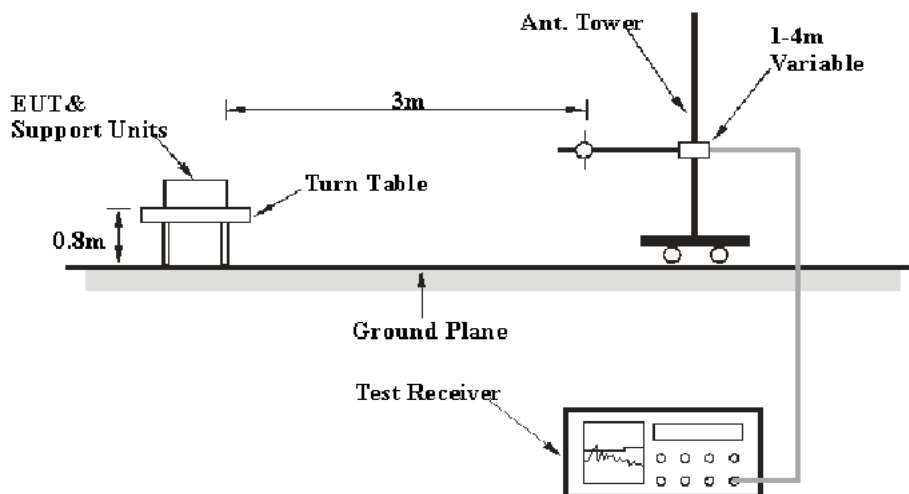 Ant. Tower
1-4m
Variable
3m
EUT&
Support Units
Turn Table
0.8m
Ground Plane
Test Receiver